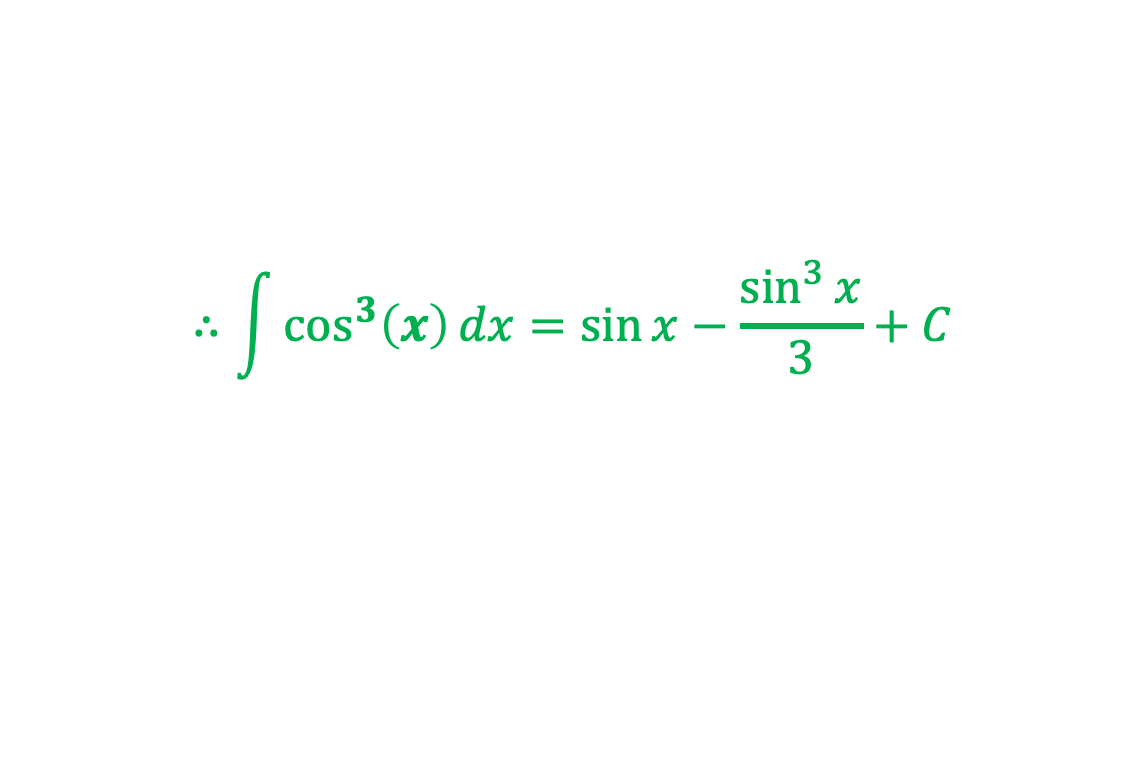 ∴ ∫ cos³(x) dx = sin x − sin³ x / 3 + C